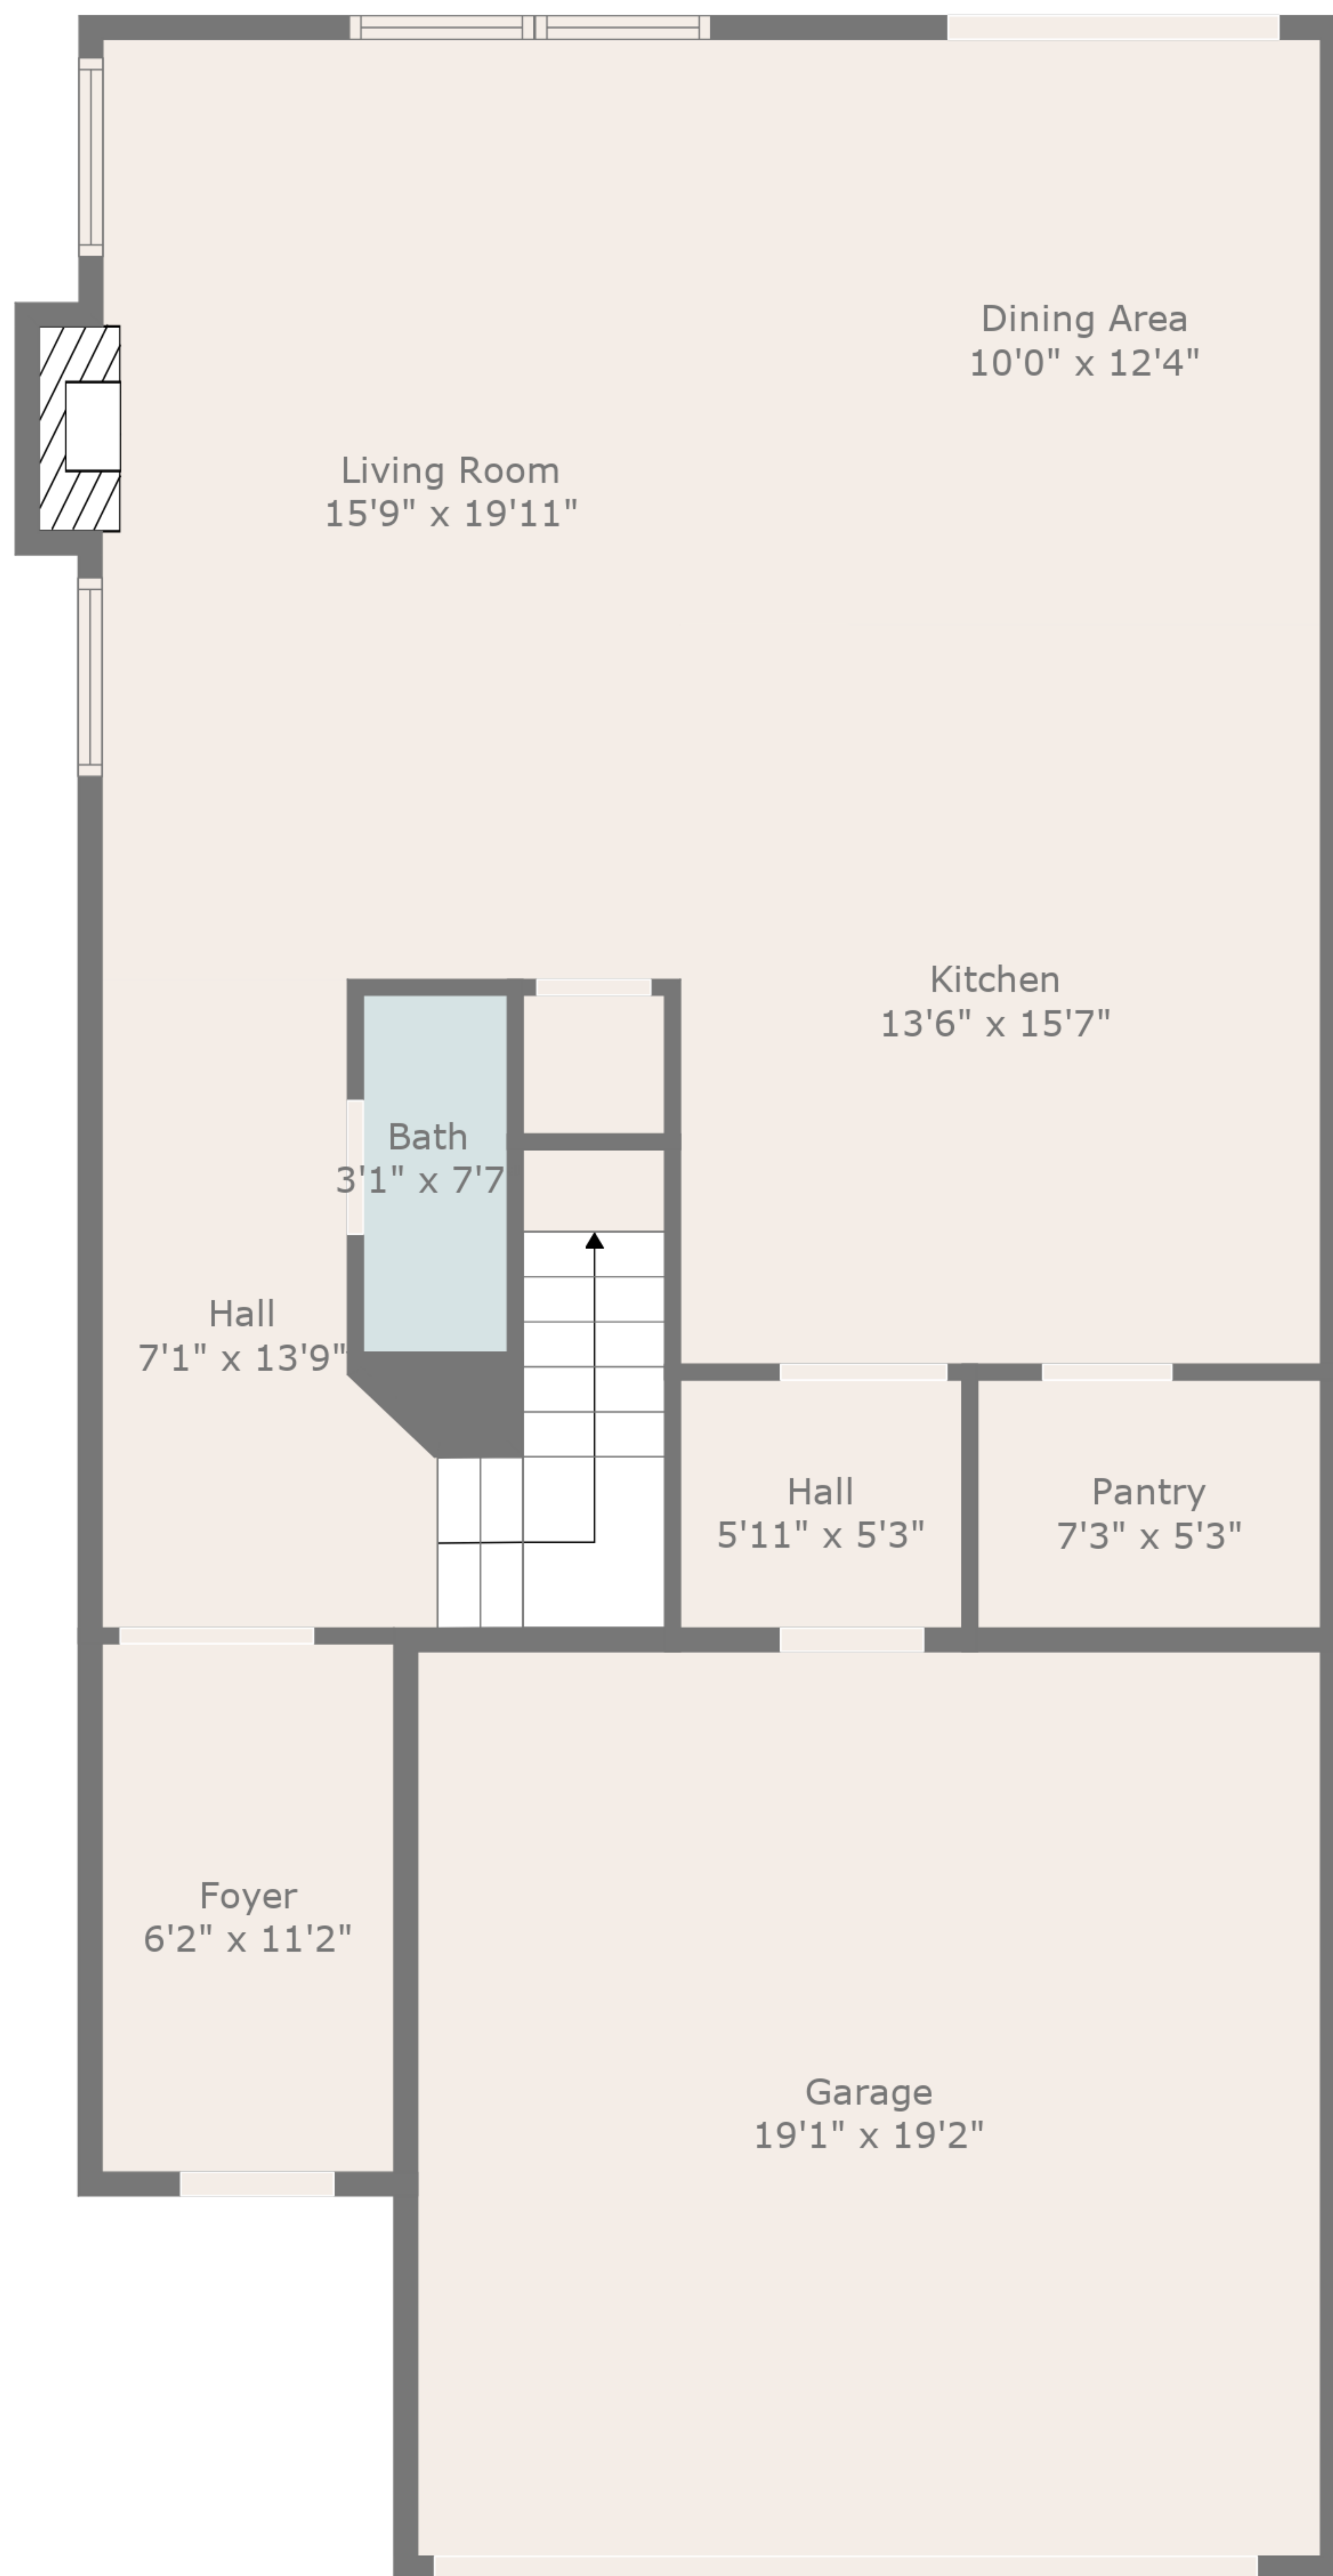 Dining Area
10'0" x 12'4"
Living Room
15'9" x 19'11"
Kitchen
13'6" x 15'7"
Bath
3'1" x 7'7
Hall
7'1" x 13'9"
Hall
5'11" x 5'3"
Pantry
7'3" x 5'3"
Foyer
6'2" x 11'2"
Garage
19'1" x 19'2"